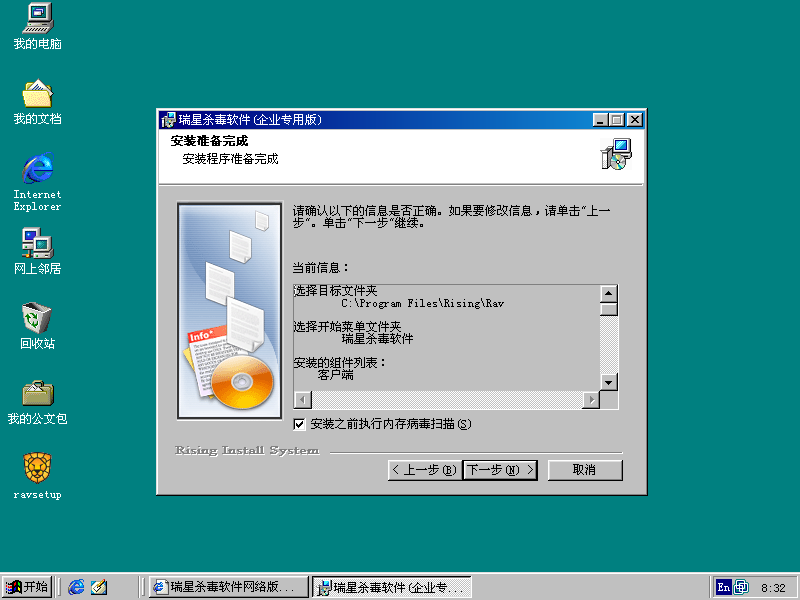 我的电脑
我的文档
Internet
Explorer
网上邻居
回收站
我的公文包
ravsetup
瑞星杀毒软件(企业专用版)
安装准备完成
安装程序准备完成
请确认以下的信息是否正确。如果要修改信息，请单击“上一
步”。单击“下一步”继续。
当前信息：
选择目标文件夹
C:\Program Files\Rising\Rav
选择开始菜单文件夹
瑞星杀毒软件
安装的组件列表：
客户端
Info
安装之前执行内存病毒扫描(S)
Rising Install System
< 上一步(B)
下一步(N) >
取消
开始
瑞星杀毒软件网络版...
瑞星杀毒软件(企业专...
En
8:32